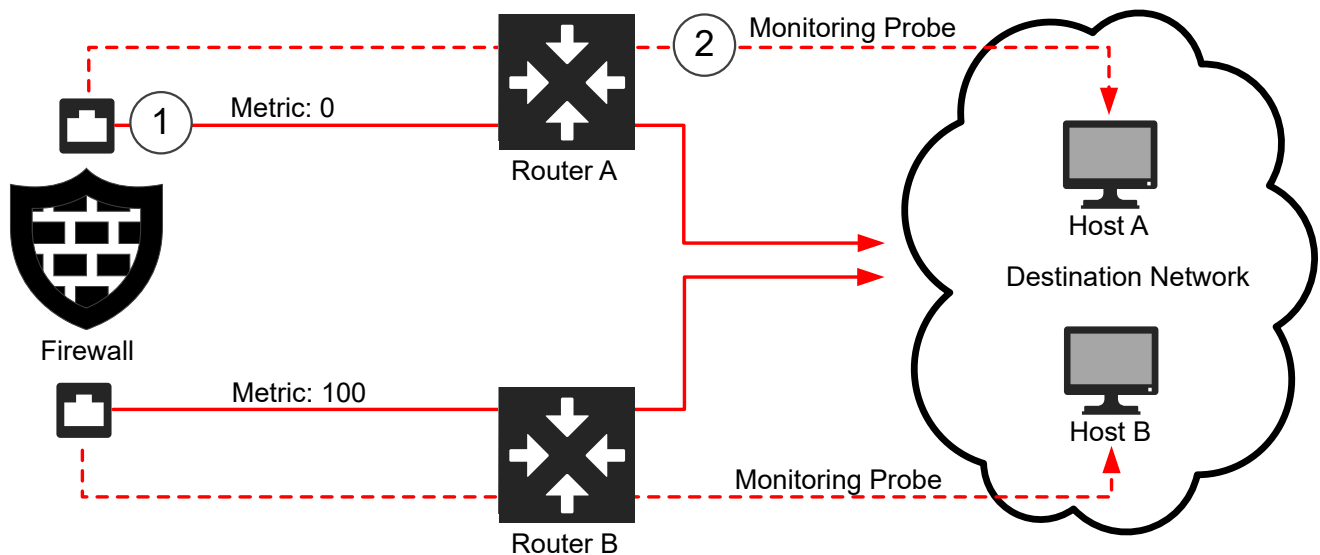 2
Monitoring Probe
1
Metric: 0
Router A
Host A
Destination Network
Firewall
Metric: 100
Host B
Monitoring Probe
Router B